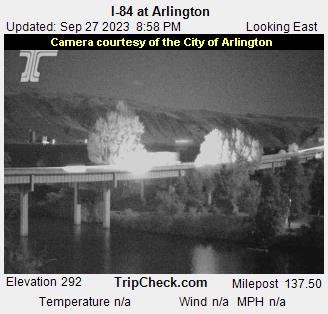 I-84 at Arlington
Updated: Sep 27 2023 8:58 PM Looking East
Camera courtesy of the City of Arlington
Elevation 292 TripCheck.com Milepost 137.50
Temperature n/a Wind n/a MPH n/a